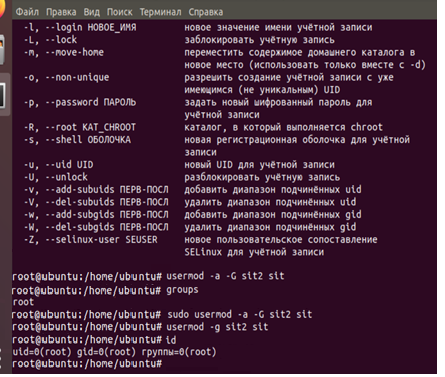 Файл Правка Вид Поиск Терминал Справка
-l, --login НОВОЕ_ИМЯ новое значение имени учётной записи
-L, --lock заблокировать учётную запись
-m, --move-home переместить содержимое домашнего каталога в
новое место (использовать только вместе с -d)
-o, --non-unique разрешить создание учётной записи с уже
имеющимся (не уникальным) UID
-p, --password ПАРОЛЬ задать новый шифрованный пароль для
учётной записи
-R, --root КАТ_CHROOT каталог, в который выполняется chroot
-s, --shell ОБОЛОЧКА новая регистрационная оболочка для учётной
записи
-u, --uid UID новый UID для учётной записи
-U, --unlock разблокировать учётную запись
-v, --add-subuids ПЕРВ-ПОСЛ добавить диапазон подчинённых uid
-V, --del-subuids ПЕРВ-ПОСЛ удалить диапазон подчинённых uid
-w, --add-subgids ПЕРВ-ПОСЛ добавить диапазон подчинённых gid
-W, --del-subgids ПЕРВ-ПОСЛ удалить диапазон подчинённых gid
-Z, --selinux-user SEUSER новое пользовательское сопоставление
SELinux для учётной записи
root@ubuntu:/home/ubuntu# usermod -a -G sit2 sit
root@ubuntu:/home/ubuntu# groups
root
root@ubuntu:/home/ubuntu# sudo usermod -a -G sit2 sit
root@ubuntu:/home/ubuntu# usermod -g sit2 sit
root@ubuntu:/home/ubuntu# id
uid=0(root) gid=0(root) группы=0(root)
root@ubuntu:/home/ubuntu#